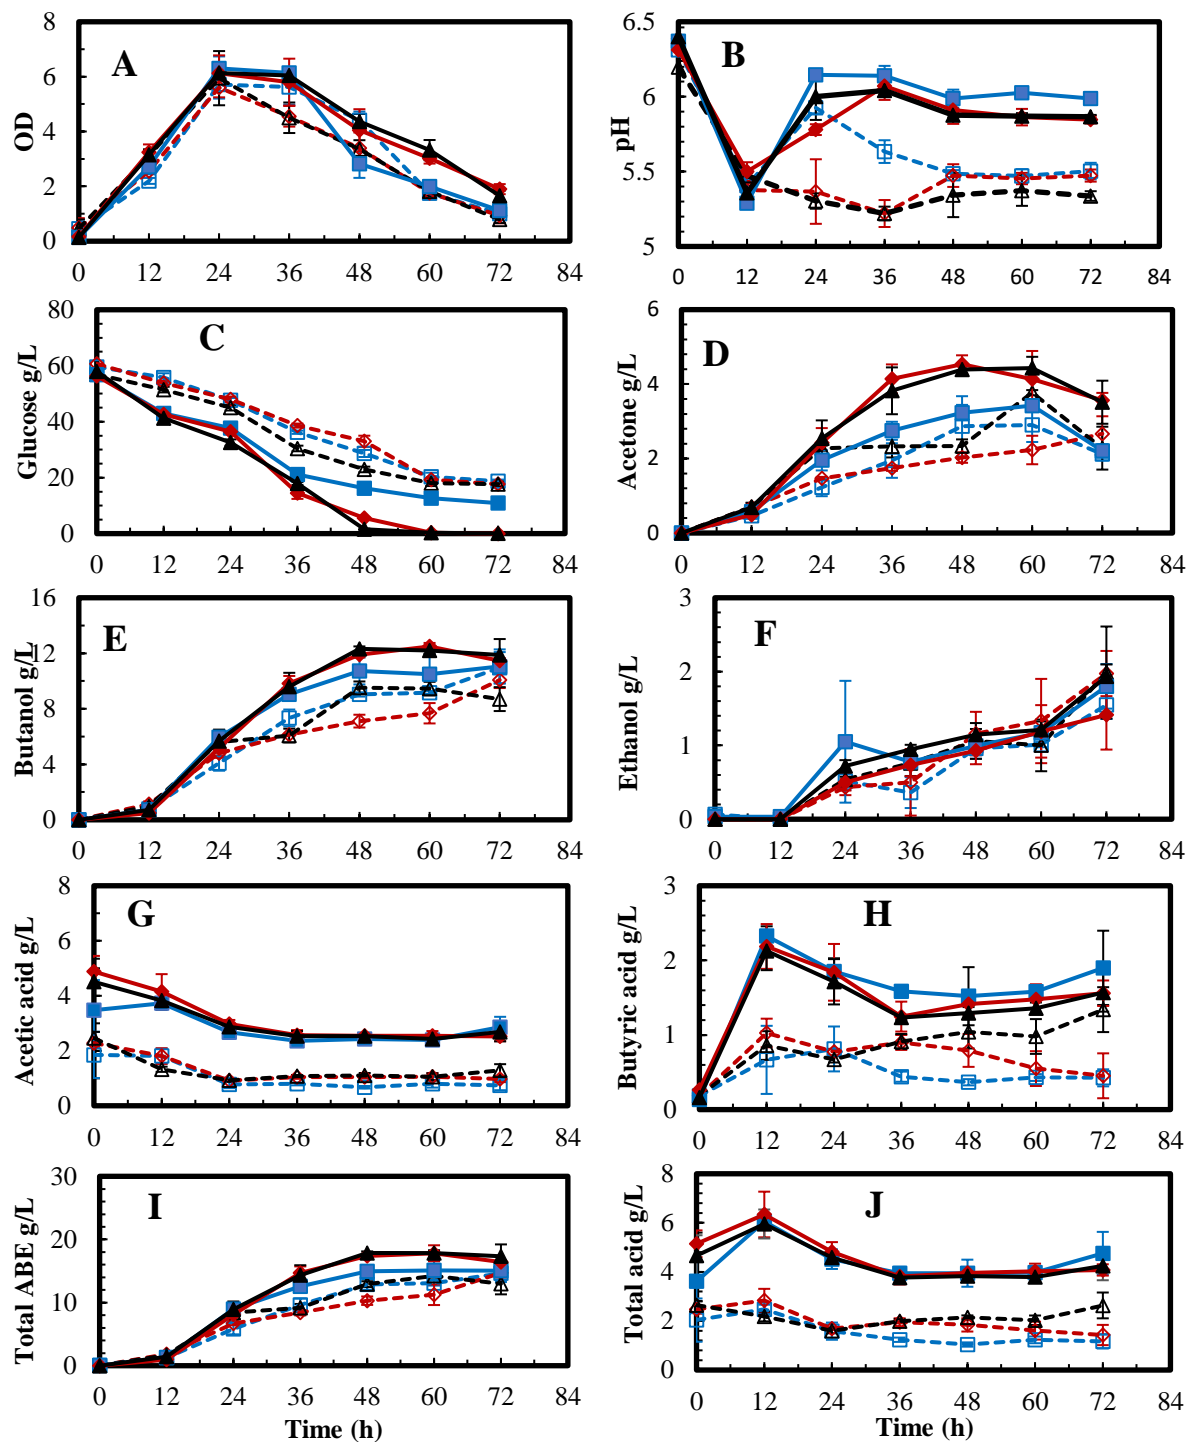 A
OD
8
6
4
2
0
0 12 24 36 48 60 72 84
B
pH
6.5
6
5.5
5
0 12 24 36 48 60 72 84
C
Glucose g/L
80
60
40
20
0
0 12 24 36 48 60 72 84
D
Acetone g/L
6
4
2
0
0 12 24 36 48 60 72 84
E
Butanol g/L
16
12
8
4
0
0 12 24 36 48 60 72 84
F
Ethanol g/L
3
2
1
0
0 12 24 36 48 60 72 84
G
Acetic acid g/L
8
6
4
2
0
0 12 24 36 48 60 72 84
H
Butyric acid g/L
3
2
1
0
0 12 24 36 48 60 72 84
I
Total ABE g/L
30
20
10
0
0 12 24 36 48 60 72 84
Time (h)
J
Total acid g/L
8
6
4
2
0
0 12 24 36 48 60 72 84
Time (h)